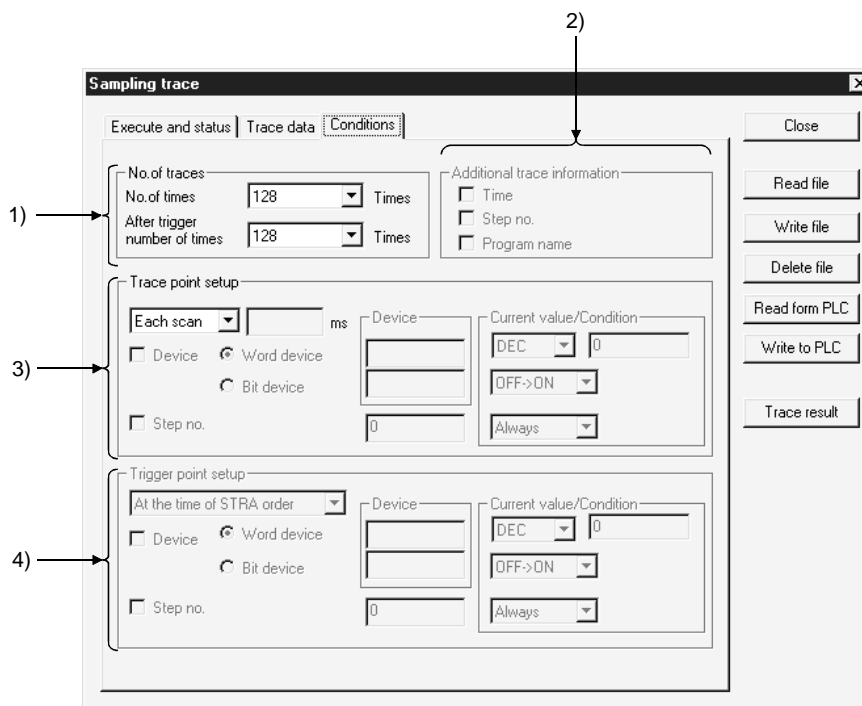 2)
Sampling trace
Execute and status Trace data Conditions
Close
1)
No.of traces
No.of times 128 Times
After trigger
number of times 128 Times
Additional trace information
Time
Step no.
Program name
Read file
Write file
Delete file
Read form PLC
Write to PLC
Trace result
3)
Trace point setup
Each scan ms
Device Word device
Bit device
Step no.
Device
0
Current value/Condition
DEC 0
OFF->ON
Always
4)
Trigger point setup
At the time of STRA order
Device Word device
Bit device
Step no.
Device
0
Current value/Condition
DEC 0
OFF->ON
Always